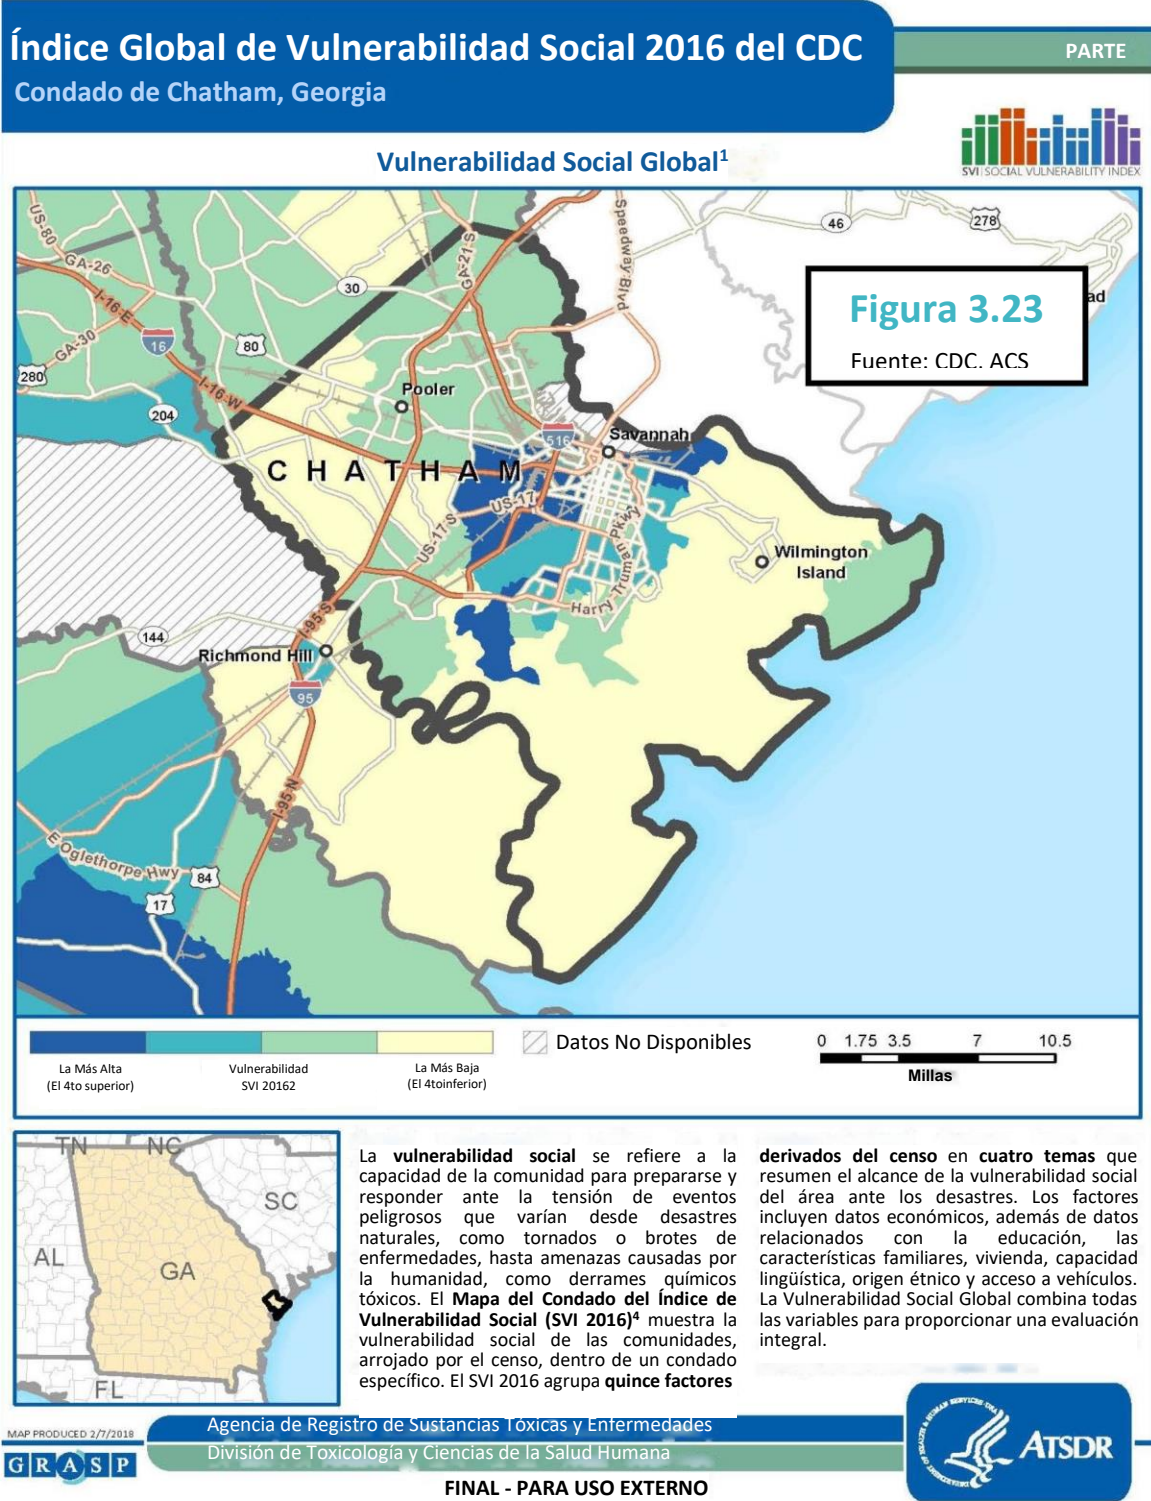 Índice Global de Vulnerabilidad Social 2016 del CDC
Condado de Chatham, Georgia
PARTE
SVI SOCIAL VULNERABILITY INDEX
Vulnerabilidad Social Global¹
US-80
GA-26
I-16 E
GA-30
16
80
30
280
204
I-16 W
GA-21 S
Speedway Blvd
46
278
ad
Figura 3.23
Fuente: CDC. ACS
Pooler
516
Savannah
CHATHAM
US-17
US-17 S
Harry Truman Pkwy
Wilmington
Island
144
I-95 S
Richmond Hill
95
I-95 N
E Oglethorpe Hwy
84
17
Datos No Disponibles
0 1.75 3.5 7 10.5
Millas
La Más Alta
(El 4to superior)
Vulnerabilidad
SVI 20162
La Más Baja
(El 4toinferior)
TN
NC
SC
AL
GA
FL
La vulnerabilidad social se refiere a la
capacidad de la comunidad para prepararse y
responder ante la tensión de eventos
peligrosos que varían desde desastres
naturales, como tornados o brotes de
enfermedades, hasta amenazas causadas por
la humanidad, como derrames químicos
tóxicos. El Mapa del Condado del Índice de
Vulnerabilidad Social (SVI 2016)⁴ muestra la
vulnerabilidad social de las comunidades,
arrojado por el censo, dentro de un condado
específico. El SVI 2016 agrupa quince factores
derivados del censo en cuatro temas que
resumen el alcance de la vulnerabilidad social
del área ante los desastres. Los factores
incluyen datos económicos, además de datos
relacionados con la educación, las
características familiares, vivienda, capacidad
lingüística, origen étnico y acceso a vehículos.
La Vulnerabilidad Social Global combina todas
las variables para proporcionar una evaluación
integral.
MAP PRODUCED 2/7/2018
GRASP
Agencia de Registro de Sustancias Tóxicas y Enfermedades
División de Toxicología y Ciencias de la Salud Humana
ATSDR
FINAL - PARA USO EXTERNO